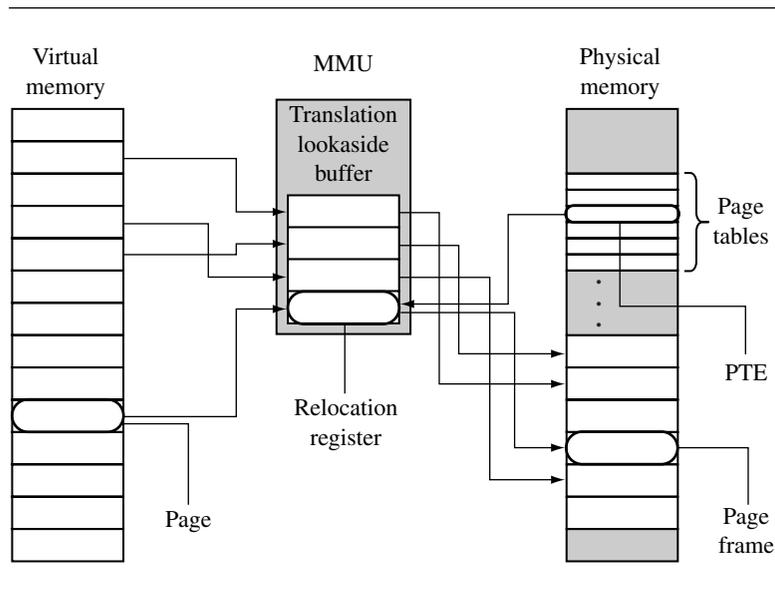 Virtual
memory
MMU
Physical
memory
Translation
lookaside
buffer
Page
tables
PTE
Relocation
register
Page
Page
frame